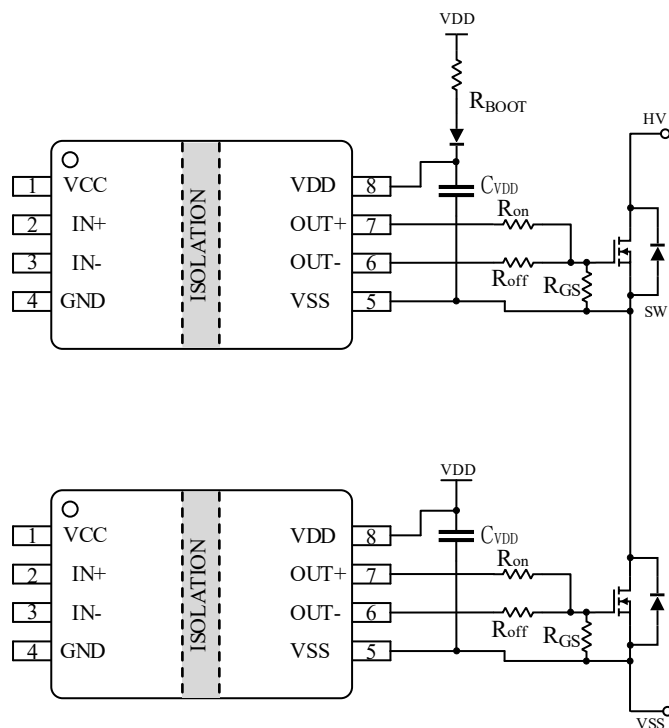 VDD
RBOOT
HV
1 VCC VDD 8 CVDD
2 IN+ OUT+ 7 Ron
3 IN- OUT- 6 Roff
RGS
4 GND VSS 5
ISOLATION
SW
VDD
1 VCC VDD 8 CVDD
2 IN+ OUT+ 7 Ron
3 IN- OUT- 6 Roff
RGS
4 GND VSS 5
ISOLATION
VSS